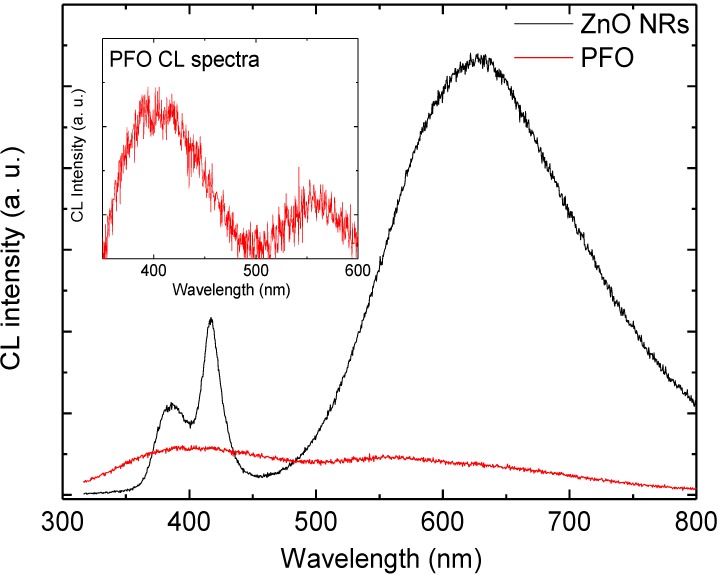 ZnO NRs
PFO
PFO CL spectra
CL Intensity (a. u.)
400 500 600
Wavelength (nm)
CL intensity (a. u.)
300 400 500 600 700 800
Wavelength (nm)